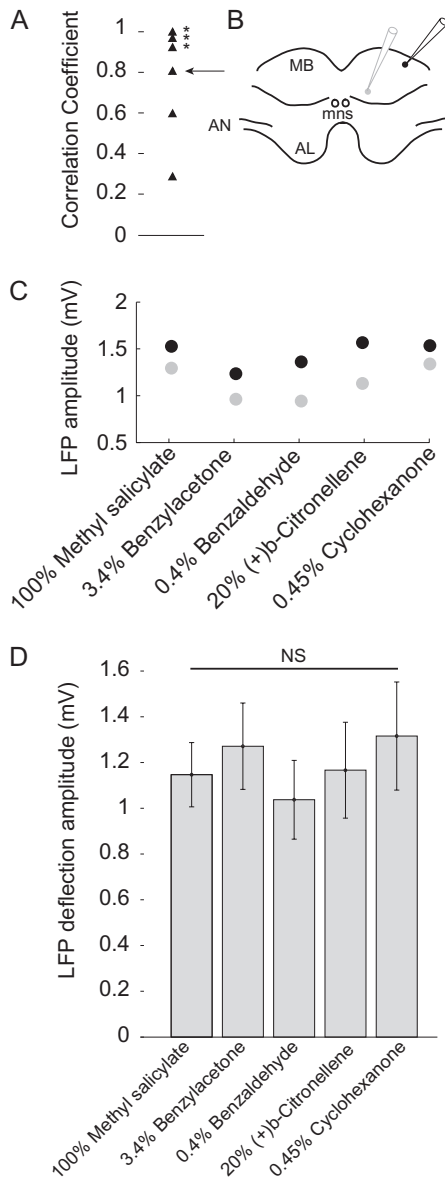 A
Correlation Coefficient
1
0.8
0.6
0.4
0.2
0
*
*
*
B
MB
mns
AN
AL
C
LFP amplitude (mV)
2
1.5
1
0.5
100% Methyl salicylate
3.4% Benzylacetone
0.4% Benzaldehyde
20% (+)b-Citronellene
0.45% Cyclohexanone
D
LFP deflection amplitude (mV)
1.6
1.4
1.2
1
0.8
0.6
0.4
0.2
0
NS
100% Methyl salicylate
3.4% Benzylacetone
0.4% Benzaldehyde
20% (+)b-Citronellene
0.45% Cyclohexanone